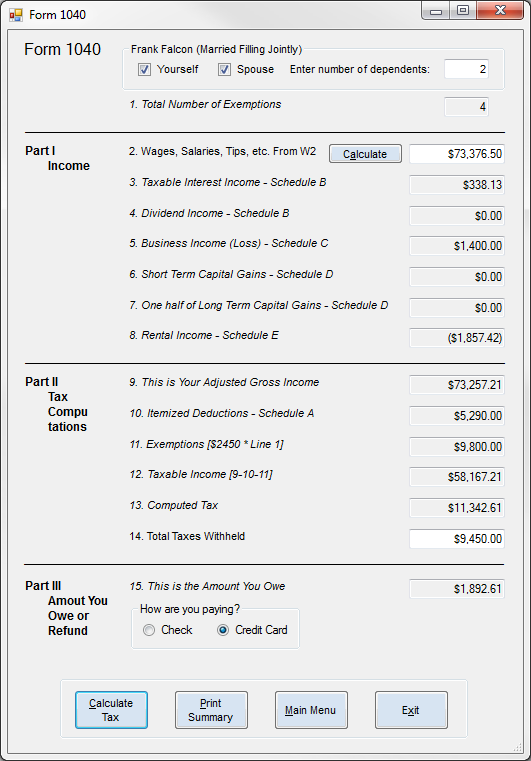 Form 1040
Form 1040
Frank Falcon (Married Filling Jointly)
Yourself Spouse Enter number of dependents: 2
1. Total Number of Exemptions 4
Part I
Income
2. Wages, Salaries, Tips, etc. From W2 Calculate $73,376.50
3. Taxable Interest Income - Schedule B $338.13
4. Dividend Income - Schedule B $0.00
5. Business Income (Loss) - Schedule C $1,400.00
6. Short Term Capital Gains - Schedule D $0.00
7. One half of Long Term Capital Gains - Schedule D $0.00
8. Rental Income - Schedule E ($1,857.42)
Part II
Tax
Compu
tations
9. This is Your Adjusted Gross Income $73,257.21
10. Itemized Deductions - Schedule A $5,290.00
11. Exemptions [$2450 * Line 1] $9,800.00
12. Taxable Income [9-10-11] $58,167.21
13. Computed Tax $11,342.61
14. Total Taxes Withheld $9,450.00
Part III
Amout You
Owe or
Refund
15. This is the Amount You Owe $1,892.61
How are you paying?
Check Credit Card
Calculate
Tax
Print
Summary
Main Menu
Exit